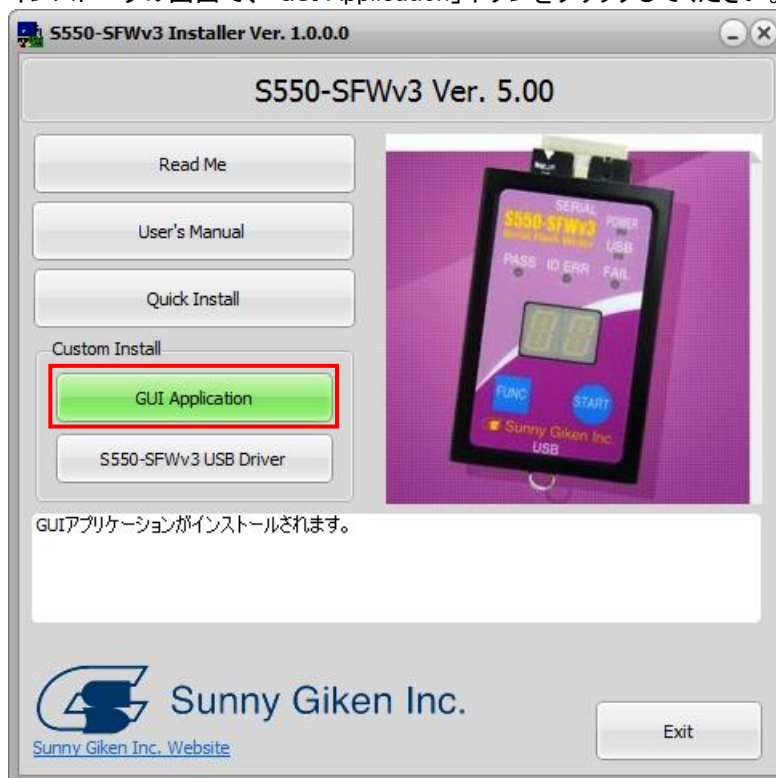 S550-SFWv3 Installer Ver. 1.0.0.0
S550-SFWv3 Ver. 5.00
Read Me
User's Manual
Quick Install
Custom Install
GUI Application
S550-SFWv3 USB Driver
SERIAL
S550-SFWv3
Serial Flash Writer
POWER
USB
PASS ID ERR FAIL
FUNC
START
Sunny Giken Inc.
USB
GUIアプリケーションがインストールされます。
Sunny Giken Inc.
Sunny Giken Inc. Website
Exit